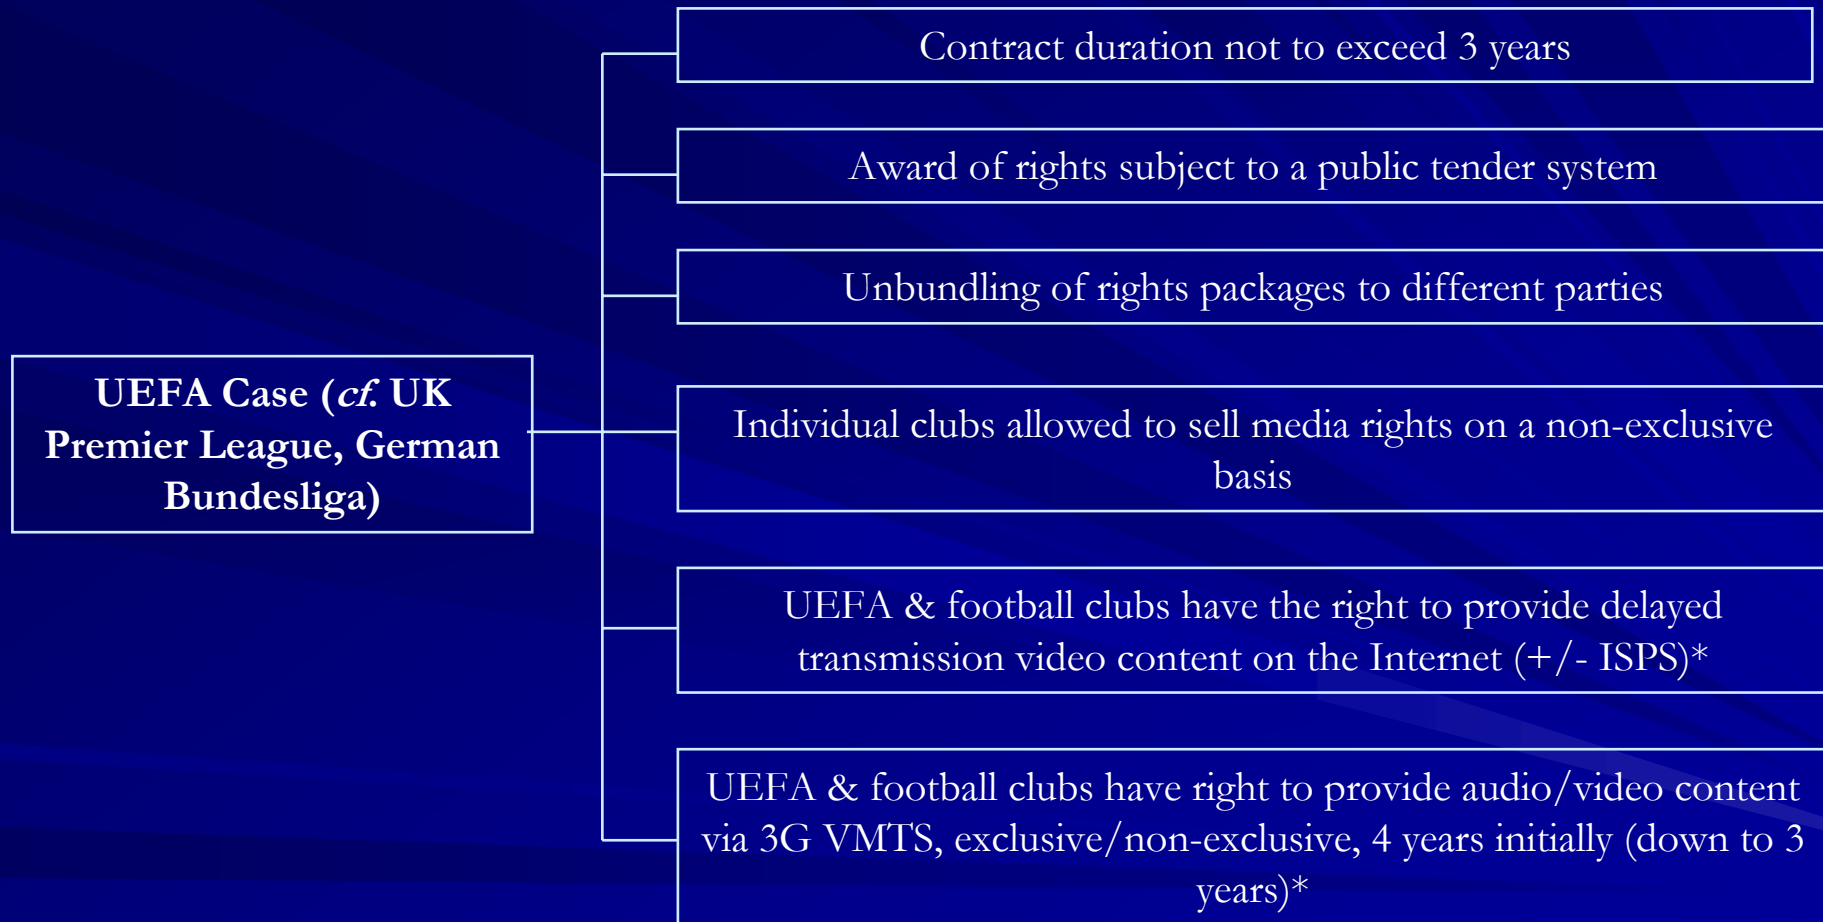 Contract duration not to exceed 3 years
Award of rights subject to a public tender system
Unbundling of rights packages to different parties
UEFA Case (cf. UK
Premier League, German
Bundesliga)
Individual clubs allowed to sell media rights on a non-exclusive
basis
UEFA & football clubs have the right to provide delayed
transmission video content on the Internet (+/- ISPS)*
UEFA & football clubs have right to provide audio/video content
via 3G VMTS, exclusive/non-exclusive, 4 years initially (down to 3
years)*